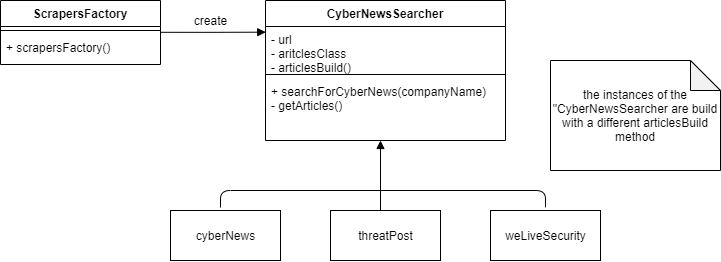 ScrapersFactory
+ scrapersFactory()
create
CyberNewsSearcher
- url
- aritclesClass
- articlesBuild()
+ searchForCyberNews(companyName)
- getArticles()
the instances of the
"CyberNewsSearcher are build
with a different articlesBuild
method
cyberNews
threatPost
weLiveSecurity